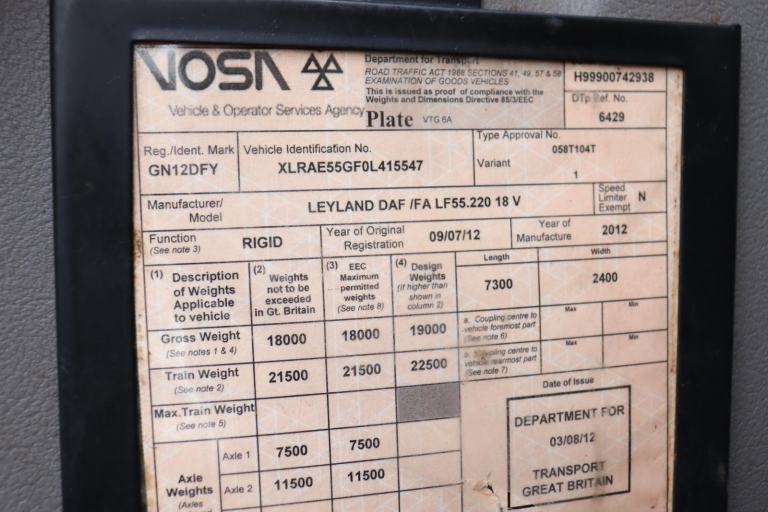 VOSA
Vehicle & Operator Services Agency
Department for Transport
ROAD TRAFFIC ACT 1988 SECTIONS 41, 49, 57 & 58
EXAMINATION OF GOODS VEHICLES
This is issued as proof of compliance with the
Weights and Dimensions Directive 85/3/EEC
Plate VTG 6A
H99900742938
DTp Ref. No.
6429
Reg./Ident. Mark
GN12DFY
Vehicle Identification No.
XLRAE55GF0L415547
Type Approval No.
058T104T
Variant
1
Manufacturer/
Model
LEYLAND DAF /FA LF55.220 18 V
Speed
Limiter
Exempt
N
Function
(See note 3)
RIGID
Year of Original
Registration
09/07/12
Year of
Manufacture
2012
(1) Description
of Weights
Applicable
to vehicle
(2) Weights
not to be
exceeded
in Gt. Britain
(3) EEC
Maximum
permitted
weights
(See note 8)
(4) Design
Weights
(if higher than
shown in
column 2)
Length
7300
Width
2400
Gross Weight
(See notes 1 & 4)
18000
18000
19000
a. Coupling centre to
vehicle foremost part
(See note 6)
Max
Min
Train Weight
(See note 2)
21500
21500
22500
b. Coupling centre to
vehicle rearmost part
(See note 7)
Max
Min
Max.Train Weight
(See note 5)
Date of Issue
DEPARTMENT FOR
03/08/12
TRANSPORT
GREAT BRITAIN
Axle
Weights
(Axles
Axle 1
7500
7500
Axle 2
11500
11500